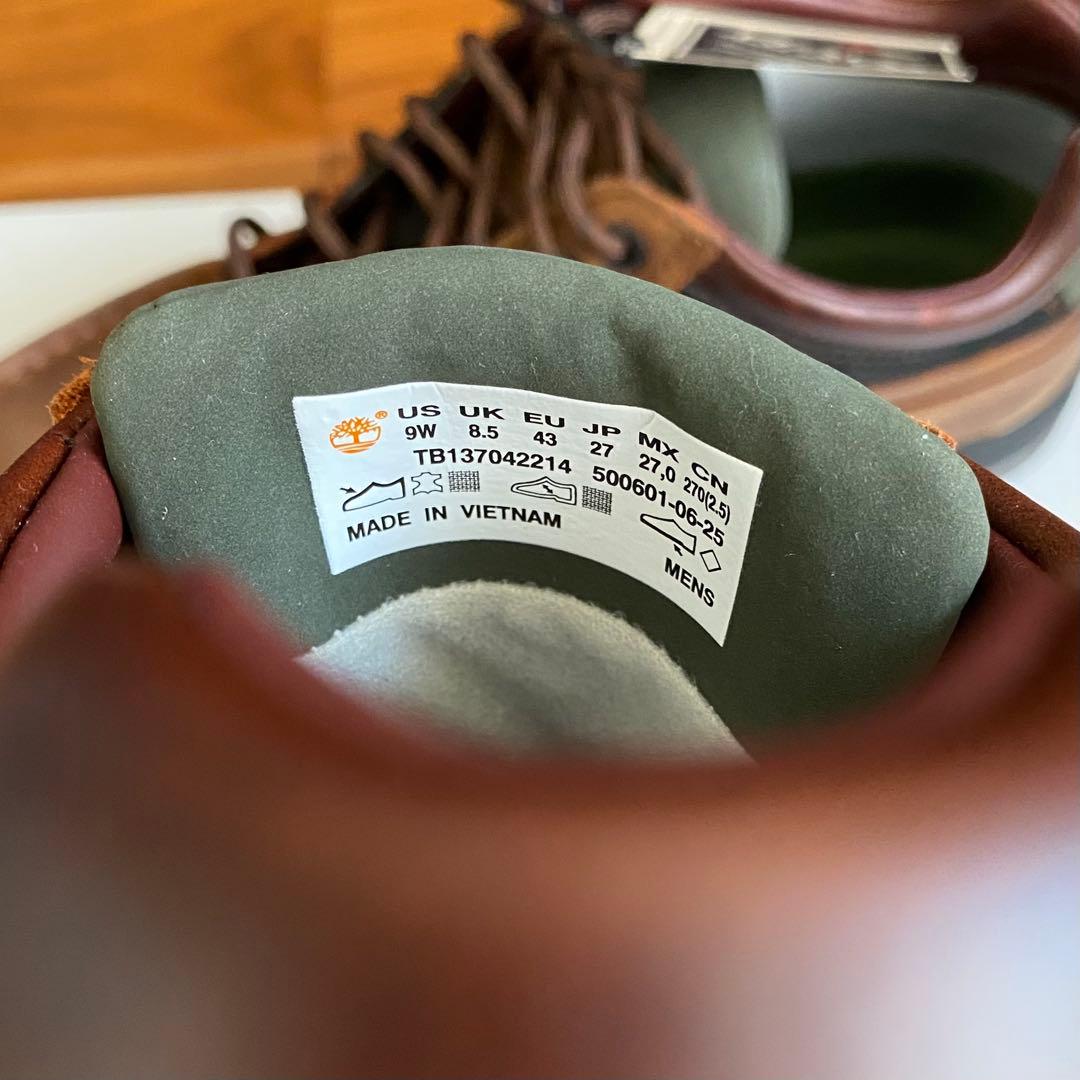 ® US UK EU JP MX CN
9W 8.5 43 27 27,0 270(2.5)
TB137042214 500601-06-25
MADE IN VIETNAM
MENS